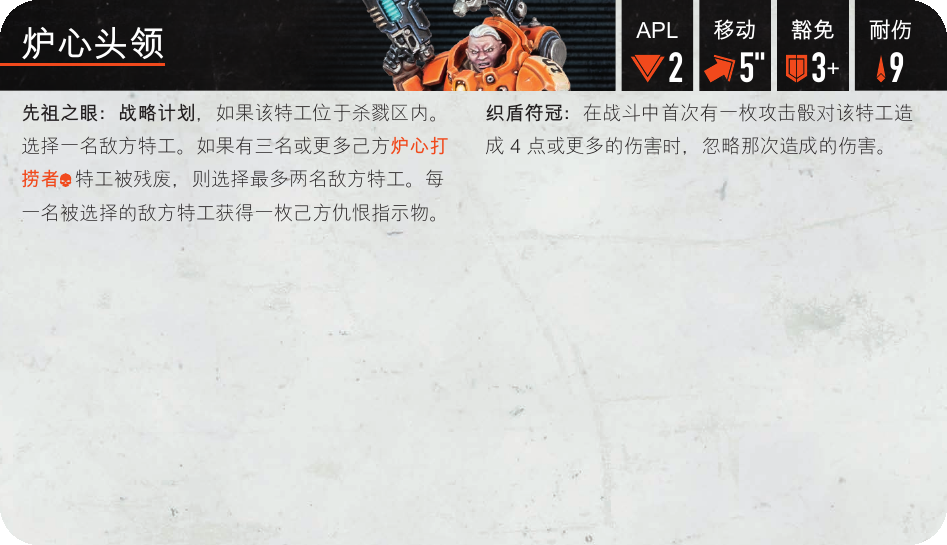 炉心头领
APL 移动 豁免 耐伤
2 5" 3+ 9
先祖之眼：战略计划，如果该特工位于杀戮区内。
选择一名敌方特工。如果有三名或更多己方炉心打
捞者特工被残废，则选择最多两名敌方特工。每
一名被选择的敌方特工获得一枚己方仇恨指示物。
织盾符冠：在战斗中首次有一枚攻击骰对该特工造
成 4 点或更多的伤害时，忽略那次造成的伤害。